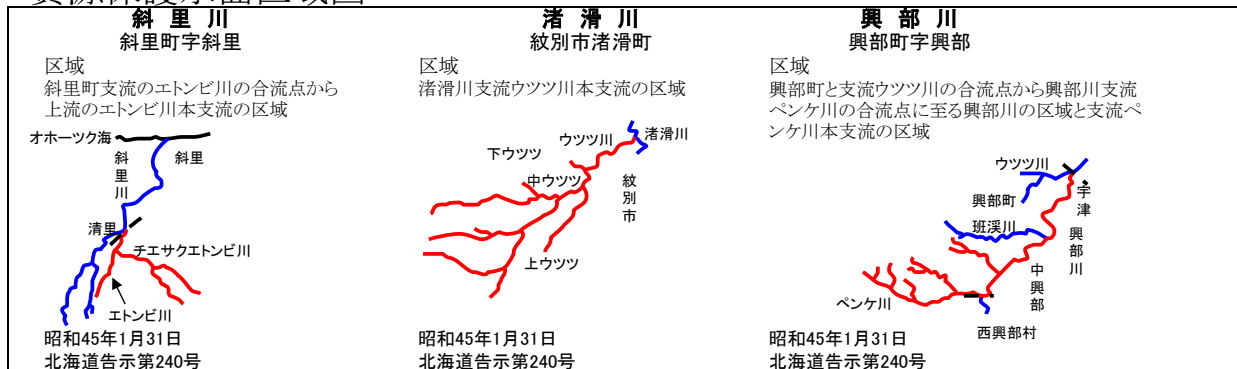 資源保護水面区域図
斜里川
斜里町字斜里
区域
斜里町支流のエトンビ川の合流点から
上流のエトンビ川本支流の区域
オホーツク海
斜里
斜里川
清里
チエサクエトンビ川
エトンビ川
昭和45年1月31日
北海道告示第240号
渚滑川
紋別市渚滑町
区域
渚滑川支流ウツツ川本支流の区域
ウツツ川
渚滑川
下ウツツ
中ウツツ
紋別市
上ウツツ
昭和45年1月31日
北海道告示第240号
興部川
興部町字興部
区域
興部町と支流ウツツ川の合流点から興部川支流
ペンケ川の合流点に至る興部川の区域と支流ペ
ンケ川本支流の区域
ウツツ川
宇津
興部町
班渓川
興部川
中興部
ペンケ川
西興部村
昭和45年1月31日
北海道告示第240号